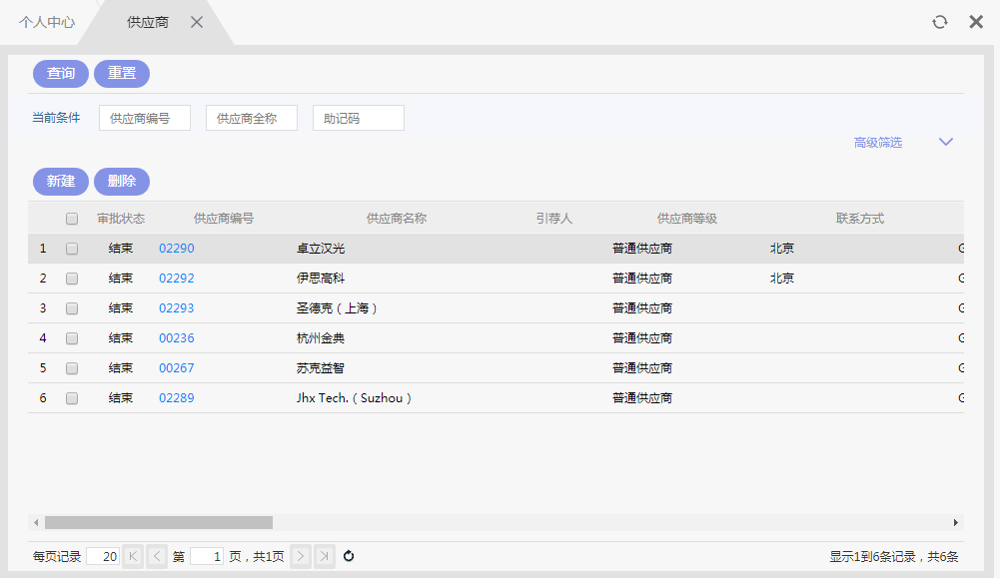 个人中心 供应商
查询 重置
当前条件 供应商编号 供应商全称 助记码
高级筛选
新建 删除
审批状态 供应商编号 供应商名称 引荐人 供应商等级 联系方式
1 结束 02290 卓立汉光 普通供应商 北京 G
2 结束 02292 伊思高科 普通供应商 北京 G
3 结束 02293 圣德克（上海） 普通供应商 G
4 结束 00236 杭州金典 普通供应商 G
5 结束 00267 苏克益智 普通供应商 G
6 结束 02289 Jhx Tech.（Suzhou） 普通供应商 G
每页记录 20 第 1 页，共1页 显示1到6条记录，共6条